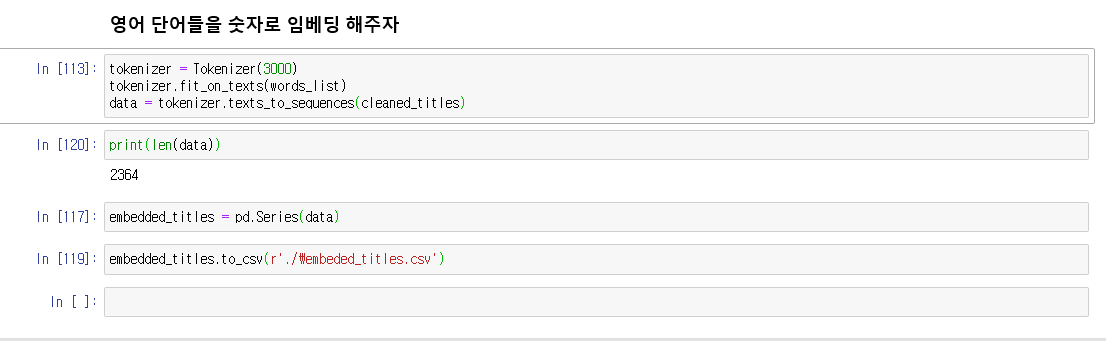 영어 단어들을 숫자로 임베딩 해주자
In [113]: tokenizer = Tokenizer(3000)
tokenizer.fit_on_texts(words_list)
data = tokenizer.texts_to_sequences(cleaned_titles)
In [120]: print(len(data))
2364
In [117]: embedded_titles = pd.Series(data)
In [119]: embedded_titles.to_csv(r'./₩embeded_titles.csv')
In [ ]: